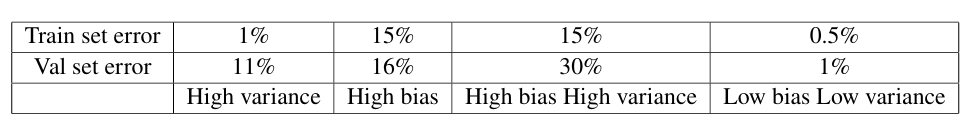 Train set error 1% 15% 15% 0.5%
Val set error 11% 16% 30% 1%
High variance High bias High bias High variance Low bias Low variance